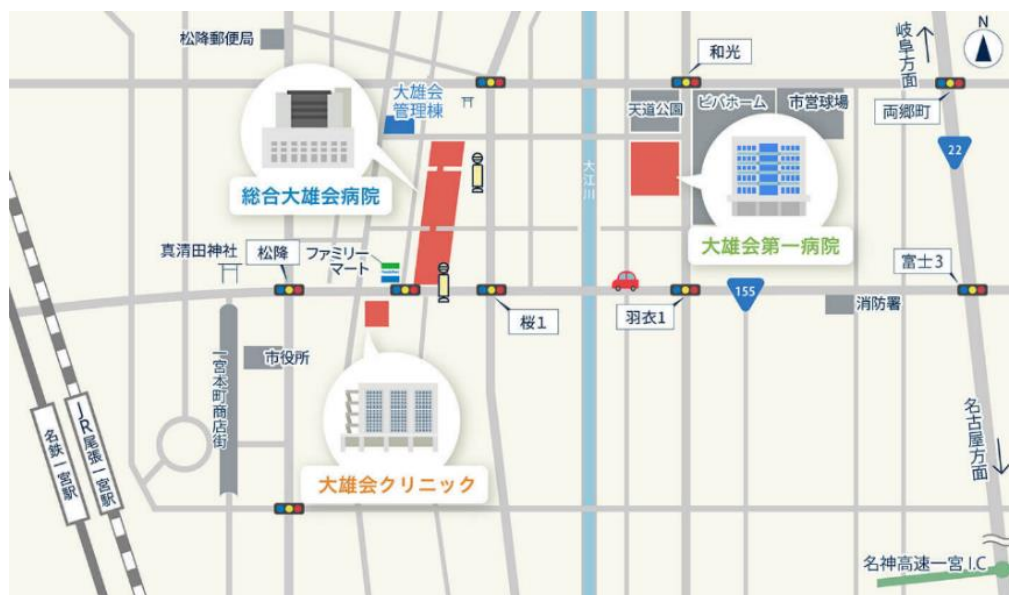 松降郵便局
和光
岐阜方面
N
大雄会
管理棟
天道公園
ビバホーム
市営球場
両郷町
22
総合大雄会病院
大江川
大雄会第一病院
真清田神社
松降
ファミリー
マート
富士3
桜1
羽衣1
155
消防署
市役所
一宮本町商店街
大雄会クリニック
名鉄一宮駅
JR尾張一宮駅
名古屋方面
名神高速一宮 I.C